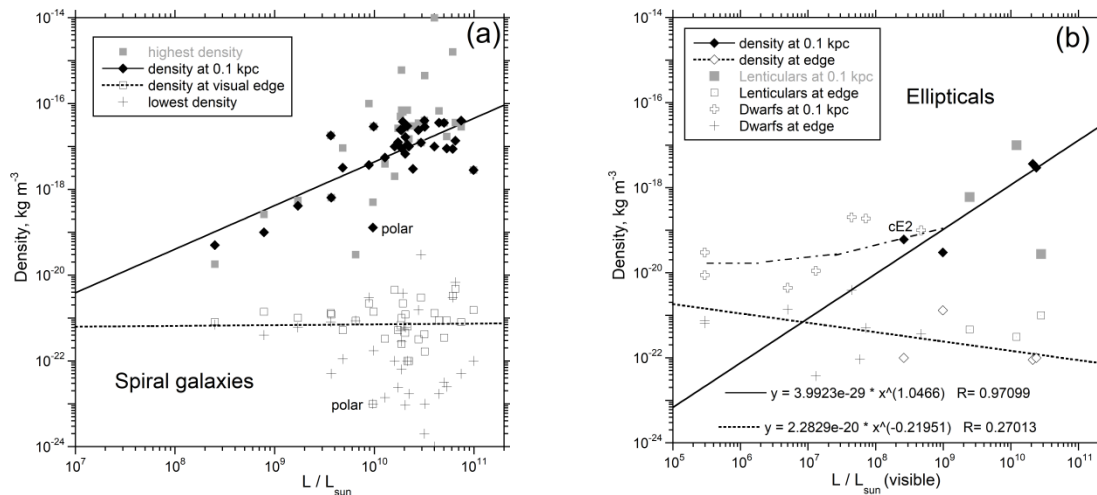 (a)
highest density
density at 0.1 kpc
density at visual edge
lowest density
10^-14
10^-16
10^-18
10^-20
10^-22
10^-24
Density, kg m^-3
polar
Spiral galaxies
polar
10^7 10^8 10^9 10^10 10^11
L / L_sun
(b)
density at 0.1 kpc
density at edge
Lenticulars at 0.1 kpc
Lenticulars at edge
Dwarfs at 0.1 kpc
Dwarfs at edge
Ellipticals
10^-14
10^-16
10^-18
10^-20
10^-22
10^-24
Density, kg m^-3
cE2
y = 3.9923e-29 * x^(1.0466) R= 0.97099
y = 2.2829e-20 * x^(-0.21951) R= 0.27013
10^5 10^6 10^7 10^8 10^9 10^10 10^11
L / L_sun (visible)